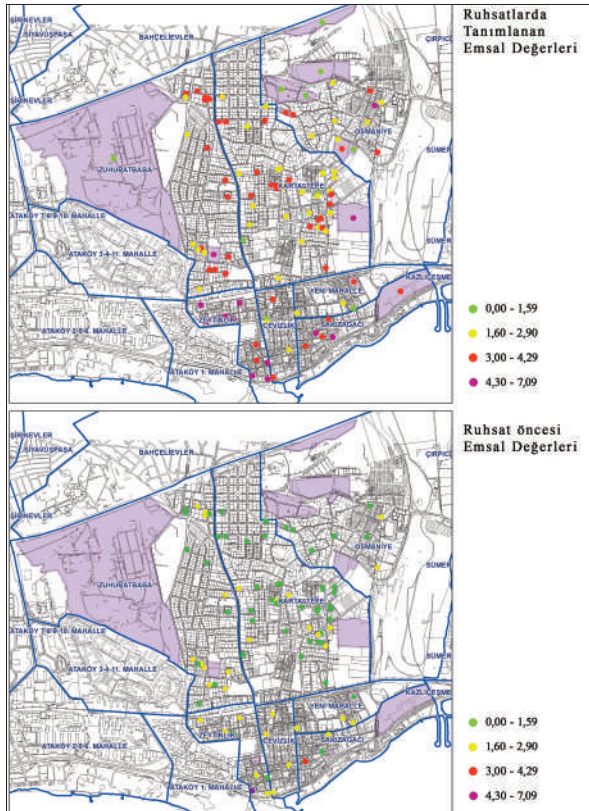 ŞİRİNEVLER
SİYAVUŞPAŞA
BAHÇELİEVLER
ŞİRİNEVLER
OSMANİYE
SÜMER
ZUHURATBABA
KARTALTEPE
ATAKÖY 7-8-9-10. MAHALLE
ATAKÖY 3-4-11. MAHALLE
SÜMER
KAZLIÇEŞME
YENİ MAHALLE
ZEYTİNLİK
CEVİZLİK
SAKIZAĞACI
ATAKÖY 2-5-6. MAHALLE
ATAKÖY 1. MAHALLE
Ruhsatlarda
Tanımlanan
Emsal Değerleri
0,00 - 1,59
1,60 - 2,90
3,00 - 4,29
4,30 - 7,09
ŞİRİNEVLER
SİYAVUŞPAŞA
BAHÇELİEVLER
ŞİRİNEVLER
OSMANİYE
SÜMER
ZUHURATBABA
KARTALTEPE
ATAKÖY 7-8-9-10. MAHALLE
ATAKÖY 3-4-11. MAHALLE
SÜMER
KAZLIÇEŞME
YENİ MAHALLE
ZEYTİNLİK
CEVİZLİK
SAKIZAĞACI
ATAKÖY 2-5-6. MAHALLE
ATAKÖY 1. MAHALLE
Ruhsat öncesi
Emsal Değerleri
0,00 - 1,59
1,60 - 2,90
3,00 - 4,29
4,30 - 7,09